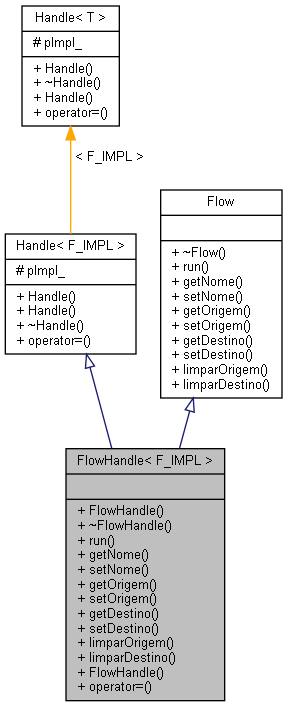 Handle< T >
# pImpl_
+ Handle()
+ ~Handle()
+ Handle()
+ operator=()
< F_IMPL >
Handle< F_IMPL >
# pImpl_
+ Handle()
+ Handle()
+ ~Handle()
+ operator=()
Flow
+ ~Flow()
+ run()
+ getNome()
+ setNome()
+ getOrigem()
+ setOrigem()
+ getDestino()
+ setDestino()
+ limparOrigem()
+ limparDestino()
FlowHandle< F_IMPL >
+ FlowHandle()
+ ~FlowHandle()
+ run()
+ getNome()
+ setNome()
+ getOrigem()
+ setOrigem()
+ getDestino()
+ setDestino()
+ limparOrigem()
+ limparDestino()
+ FlowHandle()
+ operator=()